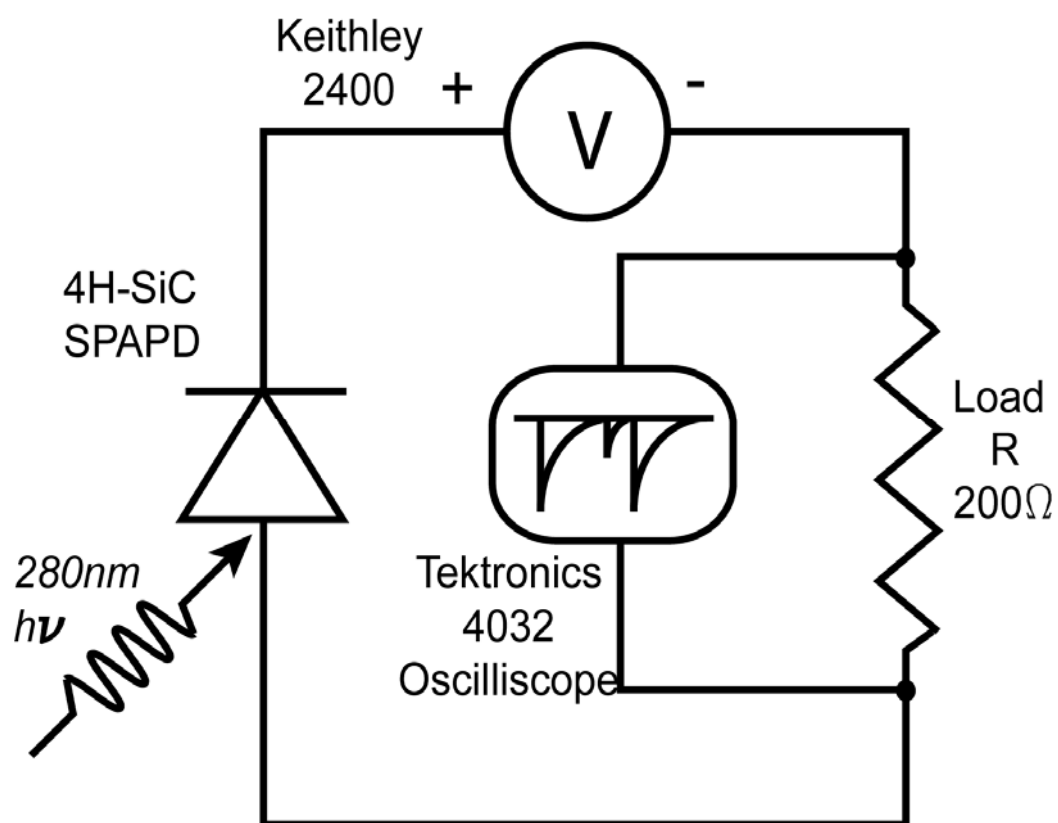 Keithley
2400
+
-
V
4H-SiC
SPAPD
Load
R
200Ω
280nm
hν
Tektronics
4032
Oscilliscope